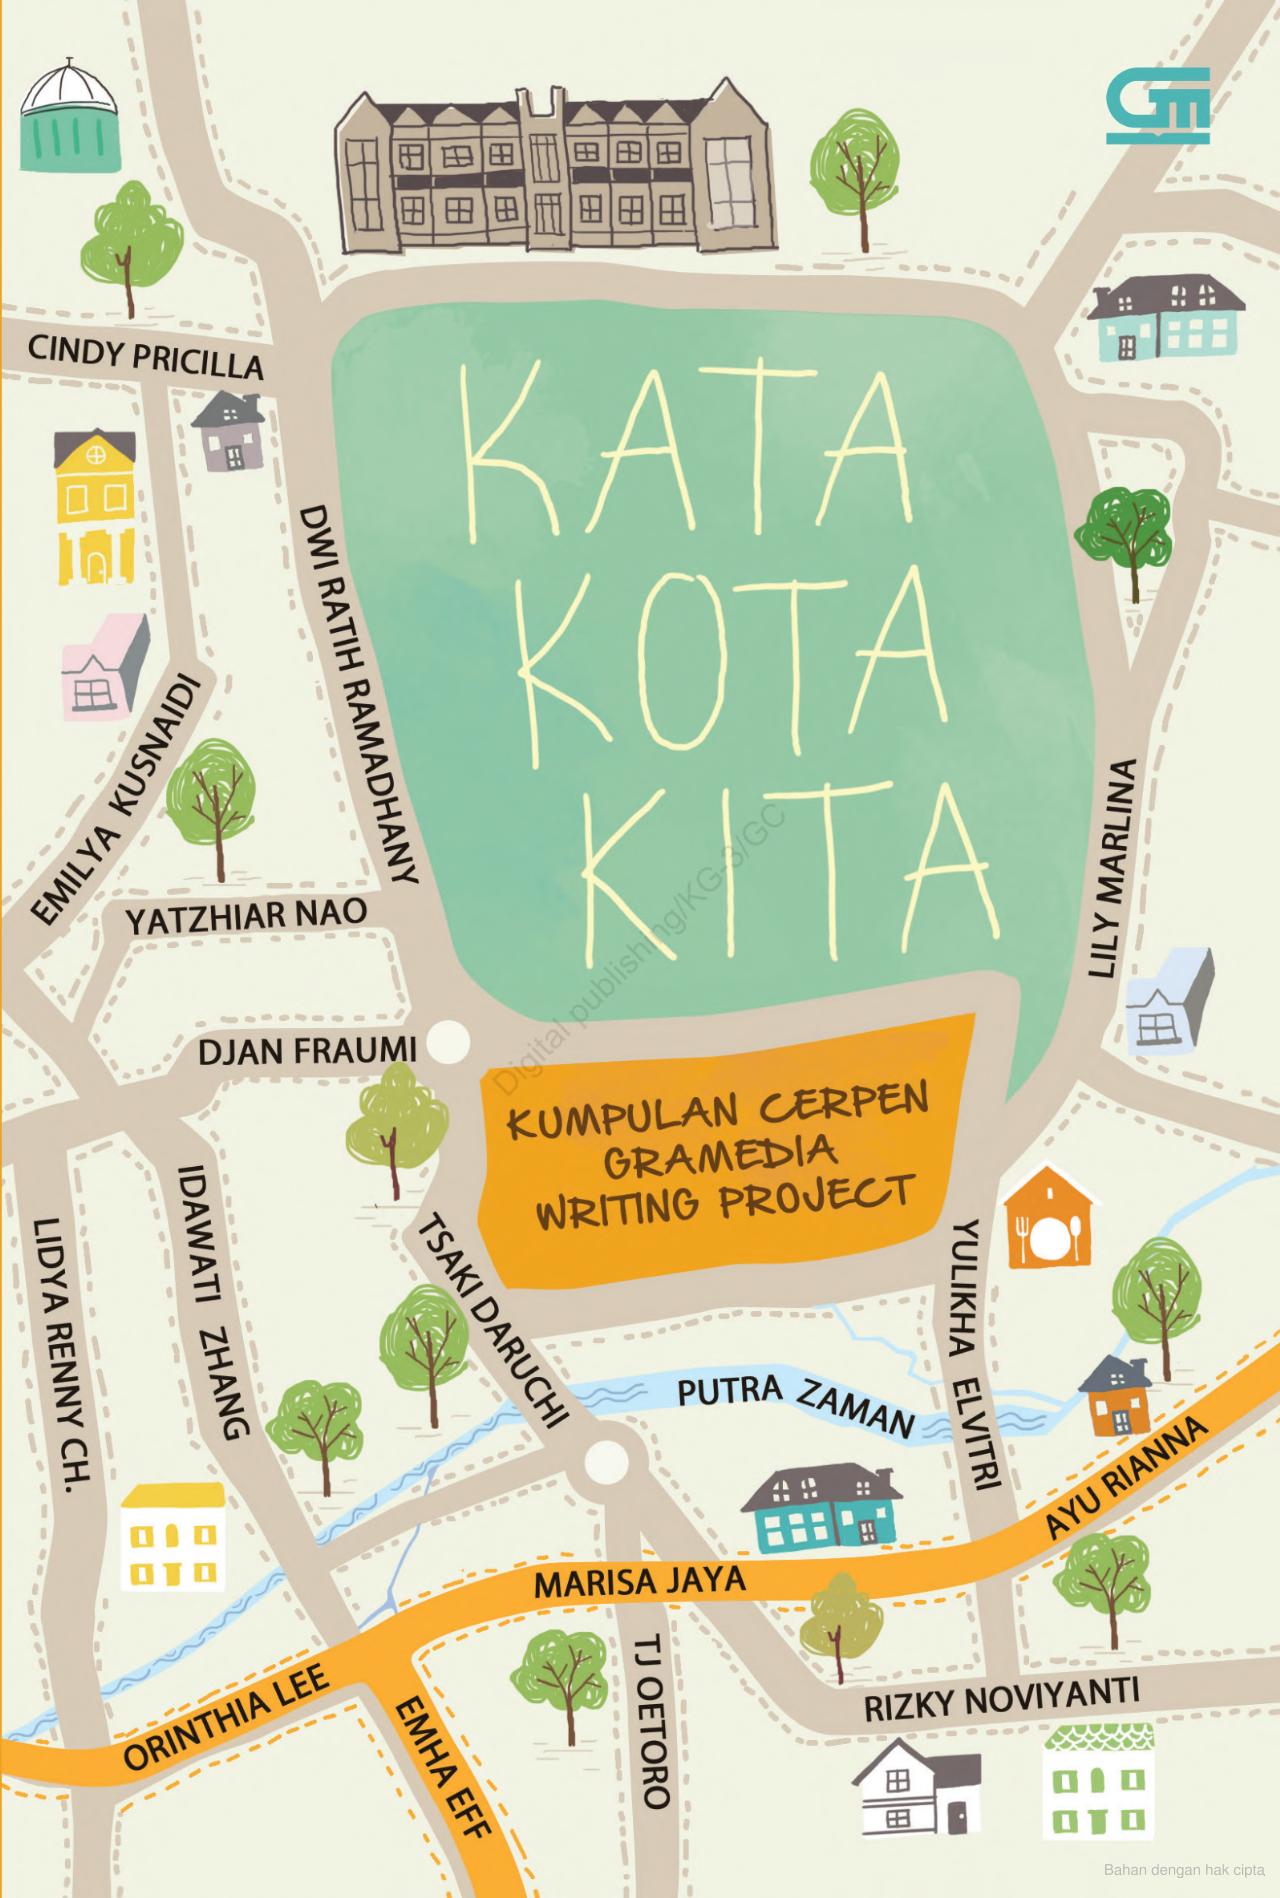 GM
CINDY PRICILLA
KATA
KOTA
KITA
DWI RATIH RAMADHANY
EMILYA KUSNAIDI
YATZHIAR NAO
LILY MARLINA
DJAN FRAUMI
Digital publishing/KG-3/GC
KUMPULAN CERPEN
GRAMEDIA
WRITING PROJECT
LIDYA RENNY CH.
IDAWATI ZHANG
TSAKI DARUCHI
YULIKHA ELVITRI
PUTRA ZAMAN
AYU RIANNA
MARISA JAYA
ORINTHIA LEE
EMHA EFF
TJ OETORO
RIZKY NOVIYANTI
Bahan dengan hak cipta